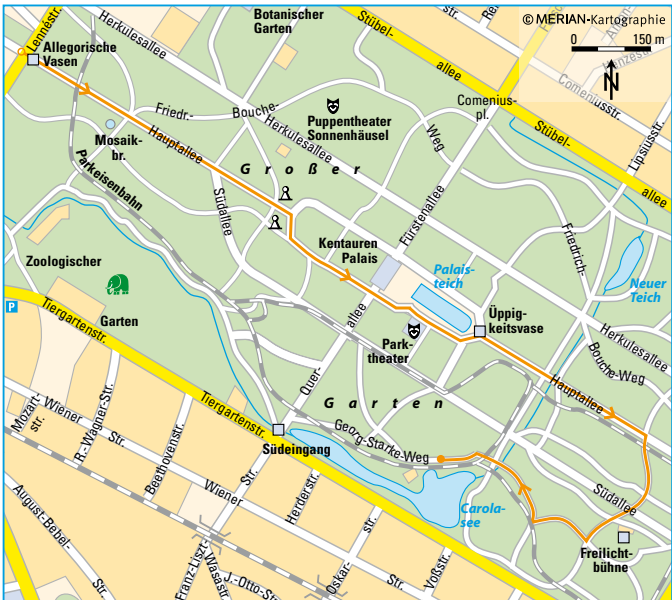 Lennéstr.
Allegorische
Vasen
Herkulesallee
Botanischer
Garten
Stübel-
allee
© MERIAN-Kartographie
0 150 m
N
Comeniusstr.
Lipsiusstr.
Comenius-
pl.
Stübel-
allee
Friedr.-
Bouche-
Weg
Puppentheater
Sonnenhäusel
Herkulesallee
Mosaik-
br.
Hauptallee
Großer
Parkeisenbahn
Südallee
Fürstenallee
Kentauren
Palais
Friedrich-
Zoologischer
Garten
Palais-
teich
Neuer
Teich
P
Tiergartenstr.
Üppig-
keitsvase
Herkulesallee
allee
Park-
theater
Bouche-Weg
Quer-
Hauptallee
Garten
Tiergartenstr.
Georg-Starke-Weg
Mozart-
str.
Wiener
Str.
R.-Wagner-Str.
Beethovenstr.
Südeingang
Südallee
Str.
Wiener
Herderstr.
Carola-
see
Freilicht-
bühne
August-Bebel-
Str.
Franz-Liszt-
Wasastr.
J.-Otto-Str.
Oskar-
str.
Str.
Voßstr.